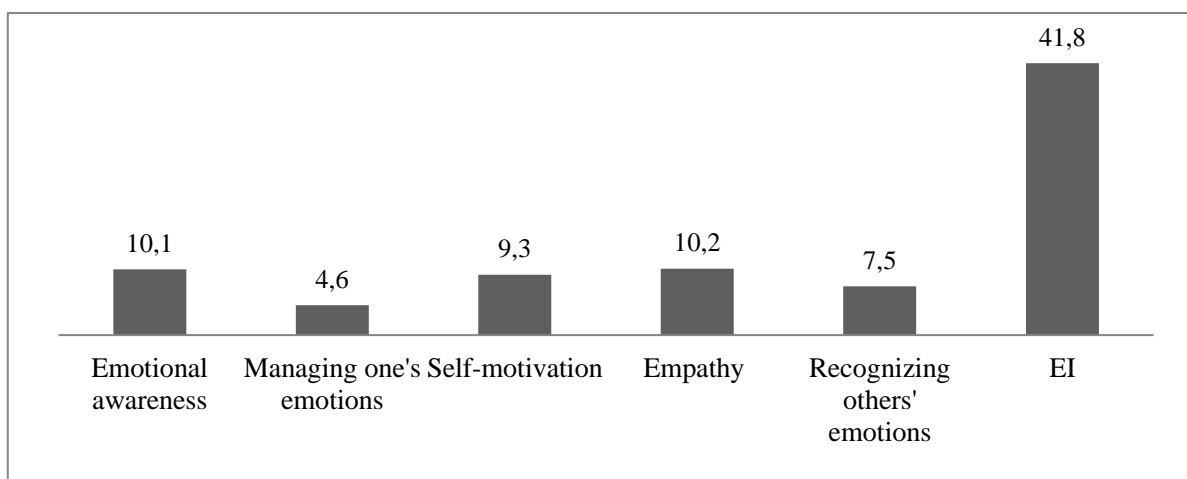 41,8
10,1
4,6
9,3
10,2
7,5
Emotional awareness
Managing one's emotions
Self-motivation
Empathy
Recognizing others' emotions
EI